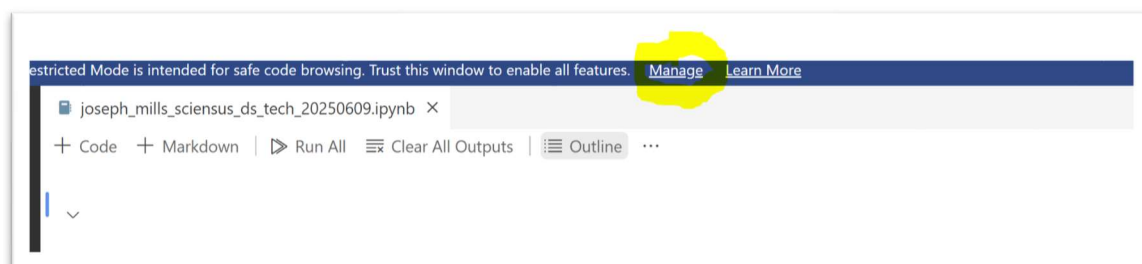 estricted Mode is intended for safe code browsing. Trust this window to enable all features. Manage Learn More
joseph_mills_sciensus_ds_tech_20250609.ipynb ×
+ Code + Markdown Run All Clear All Outputs Outline ...